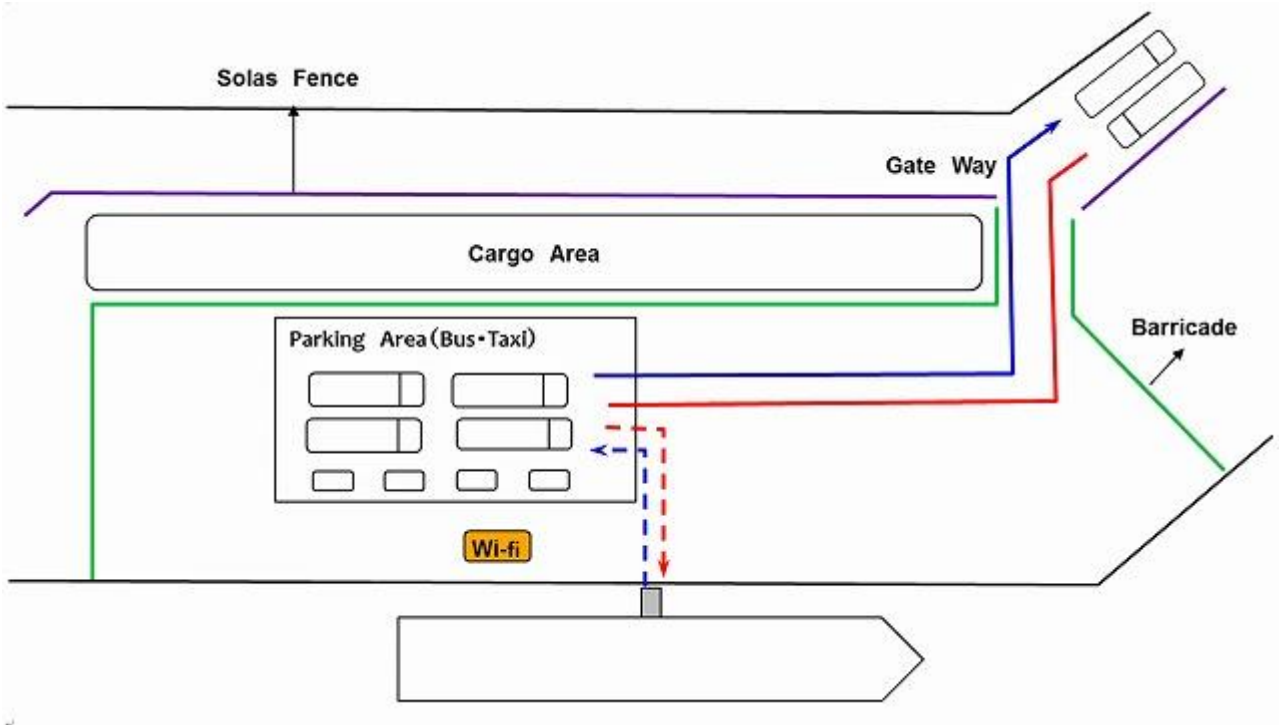 Solas Fence
Gate Way
Cargo Area
Barricade
Parking Area(Bus・Taxi)
Wi-fi